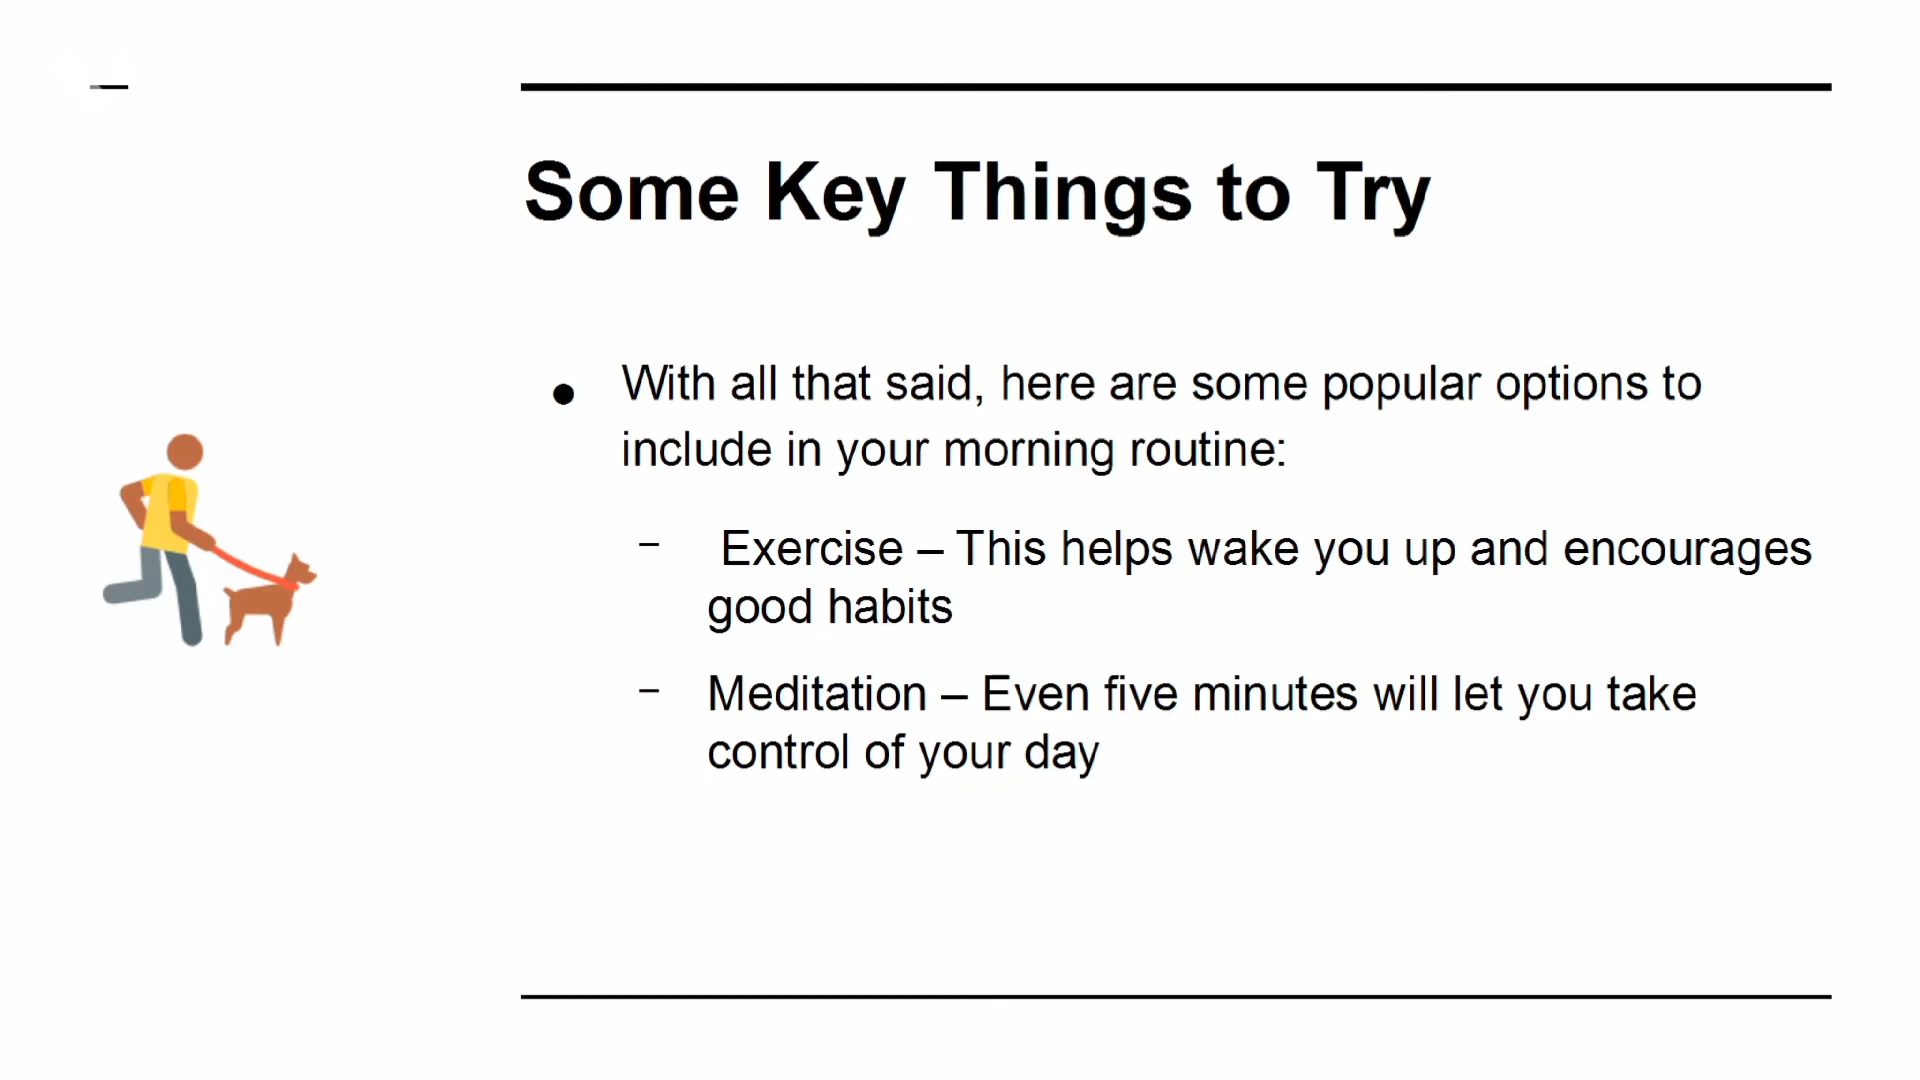 Some Key Things to Try
● With all that said, here are some popular options to
include in your morning routine:
– Exercise – This helps wake you up and encourages
good habits
– Meditation – Even five minutes will let you take
control of your day